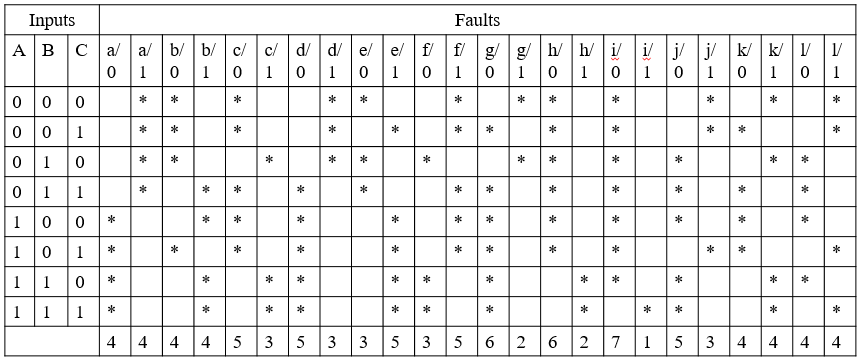 Inputs Faults
A B C a/0 a/1 b/0 b/1 c/0 c/1 d/0 d/1 e/0 e/1 f/0 f/1 g/0 g/1 h/0 h/1 i/0 i/1 j/0 j/1 k/0 k/1 l/0 l/1
0 0 0 * * * * * * * * * * * *
0 0 1 * * * * * * * * * * * *
0 1 0 * * * * * * * * * * * *
0 1 1 * * * * * * * * * * * *
1 0 0 * * * * * * * * * * * *
1 0 1 * * * * * * * * * * * *
1 1 0 * * * * * * * * * * * *
1 1 1 * * * * * * * * * * * *
4 4 4 4 5 3 5 3 3 5 3 5 6 2 6 2 7 1 5 3 4 4 4 4